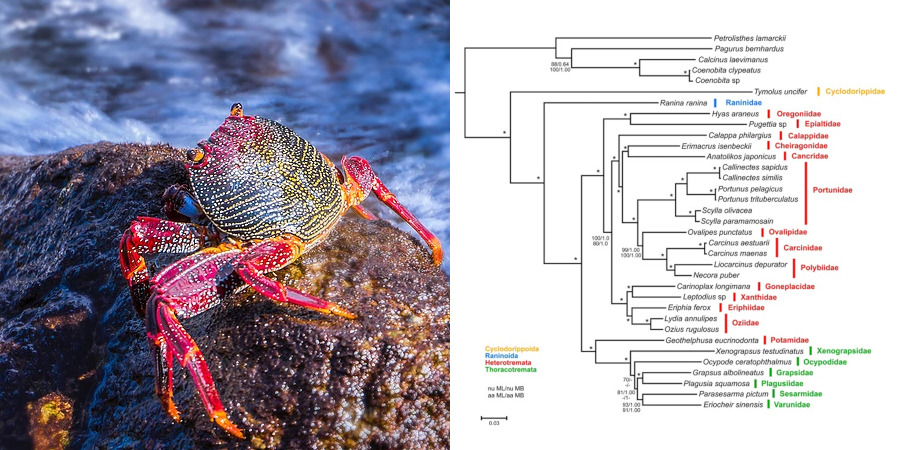 Petrolisthes lamarckii
Pagurus bernhardus
88/0.64
100/1.00
Calcinus laevimanus
Coenobita clypeatus
Coenobita sp
Tymolus uncifer Cyclodorippidae
Ranina ranina Raninidae
Hyas araneus Oregoniidae
Pugettia sp Epialtidae
Calappa philargius Calappidae
Erimacrus isenbeckii Cheiragonidae
Anatolikos japonicus Cancridae
Callinectes sapidus
Callinectes similis
Portunus pelagicus
Portunidae
Portunus trituberculatus
Scylla olivacea
Scylla paramamosain
Ovalipes punctatus Ovalipidae
100/1.0
80/1.0
Carcinus aestuarii
Carcinidae
Carcinus maenas
99/1.00
100/1.00
Liocarcinus depurator
Polybiidae
Necora puber
Carinoplax longimana Goneplacidae
Leptodius sp Xanthidae
Eriphia ferox Eriphiidae
Lydia annulipes
Oziidae
Ozius rugulosus
Geothelphusa eucrinodonta Potamidae
Xenograpsus testudinatus Xenograpsidae
Ocypode ceratophthalmus Ocypodidae
Grapsus albolineatus Grapsidae
Plagusia squamosa Plagusiidae
Parasesarma pictum Sesarmidae
Eriocheir sinensis Varunidae
70/-
-/-
81/1.00
-/1-
93/1.00
91/1.00
Cyclodorippoida
Raninoida
Heterotremata
Thoracotremata
nu ML/nu MB
aa ML/aa MB
0.03